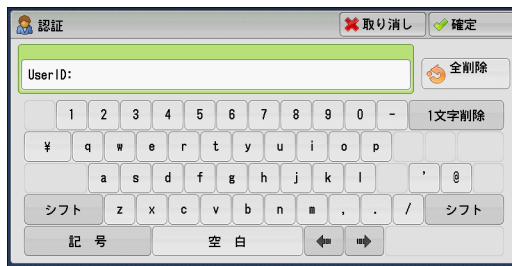 認証 取り消し 確定
UserID: 全削除
1 2 3 4 5 6 7 8 9 0 - 1文字削除
¥ q w e r t y u i o p
a s d f g h j k l ' @
シフト z x c v b n m , . / シフト
記 号 空 白